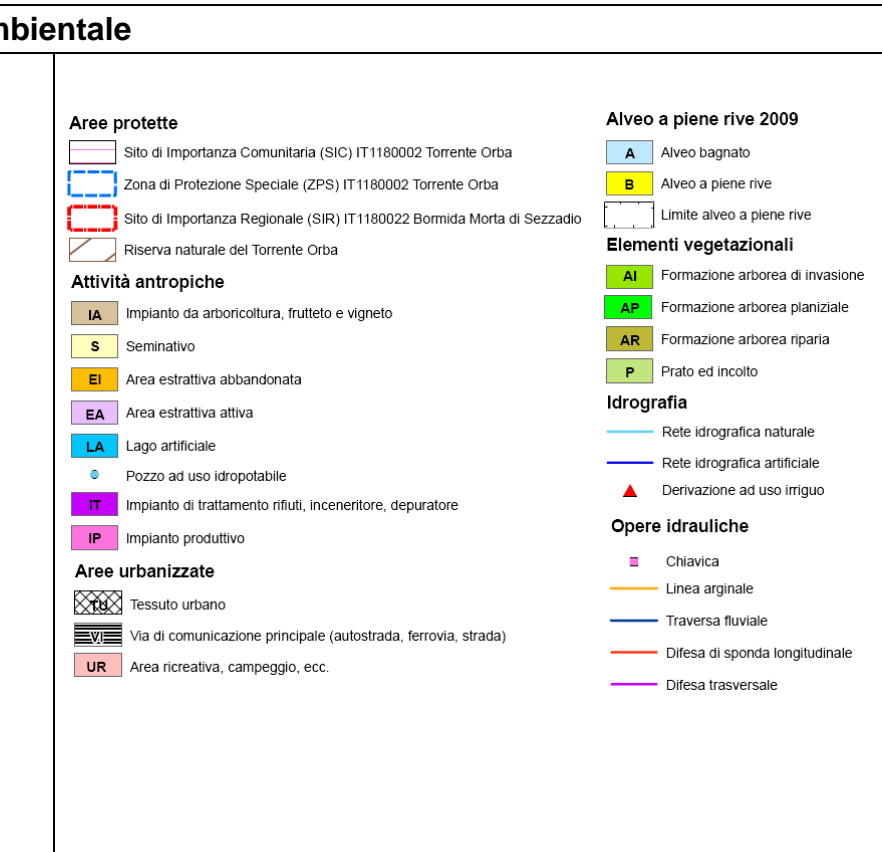 mbientale
Aree protette
Sito di Importanza Comunitaria (SIC) IT1180002 Torrente Orba
Zona di Protezione Speciale (ZPS) IT1180002 Torrente Orba
Sito di Importanza Regionale (SIR) IT1180022 Bormida Morta di Sezzadio
Riserva naturale del Torrente Orba
Attività antropiche
IA Impianto da arboricoltura, frutteto e vigneto
S Seminativo
EI Area estrattiva abbandonata
EA Area estrattiva attiva
LA Lago artificiale
Pozzo ad uso idropotabile
IT Impianto di trattamento rifiuti, inceneritore, depuratore
IP Impianto produttivo
Aree urbanizzate
TU Tessuto urbano
VI Via di comunicazione principale (autostrada, ferrovia, strada)
UR Area ricreativa, campeggio, ecc.
Alveo a piene rive 2009
A Alveo bagnato
B Alveo a piene rive
Limite alveo a piene rive
Elementi vegetazionali
AI Formazione arborea di invasione
AP Formazione arborea planiziale
AR Formazione arborea riparia
P Prato ed incolto
Idrografia
Rete idrografica naturale
Rete idrografica artificiale
Derivazione ad uso irriguo
Opere idrauliche
Chiavica
Linea arginale
Traversa fluviale
Difesa di sponda longitudinale
Difesa trasversale